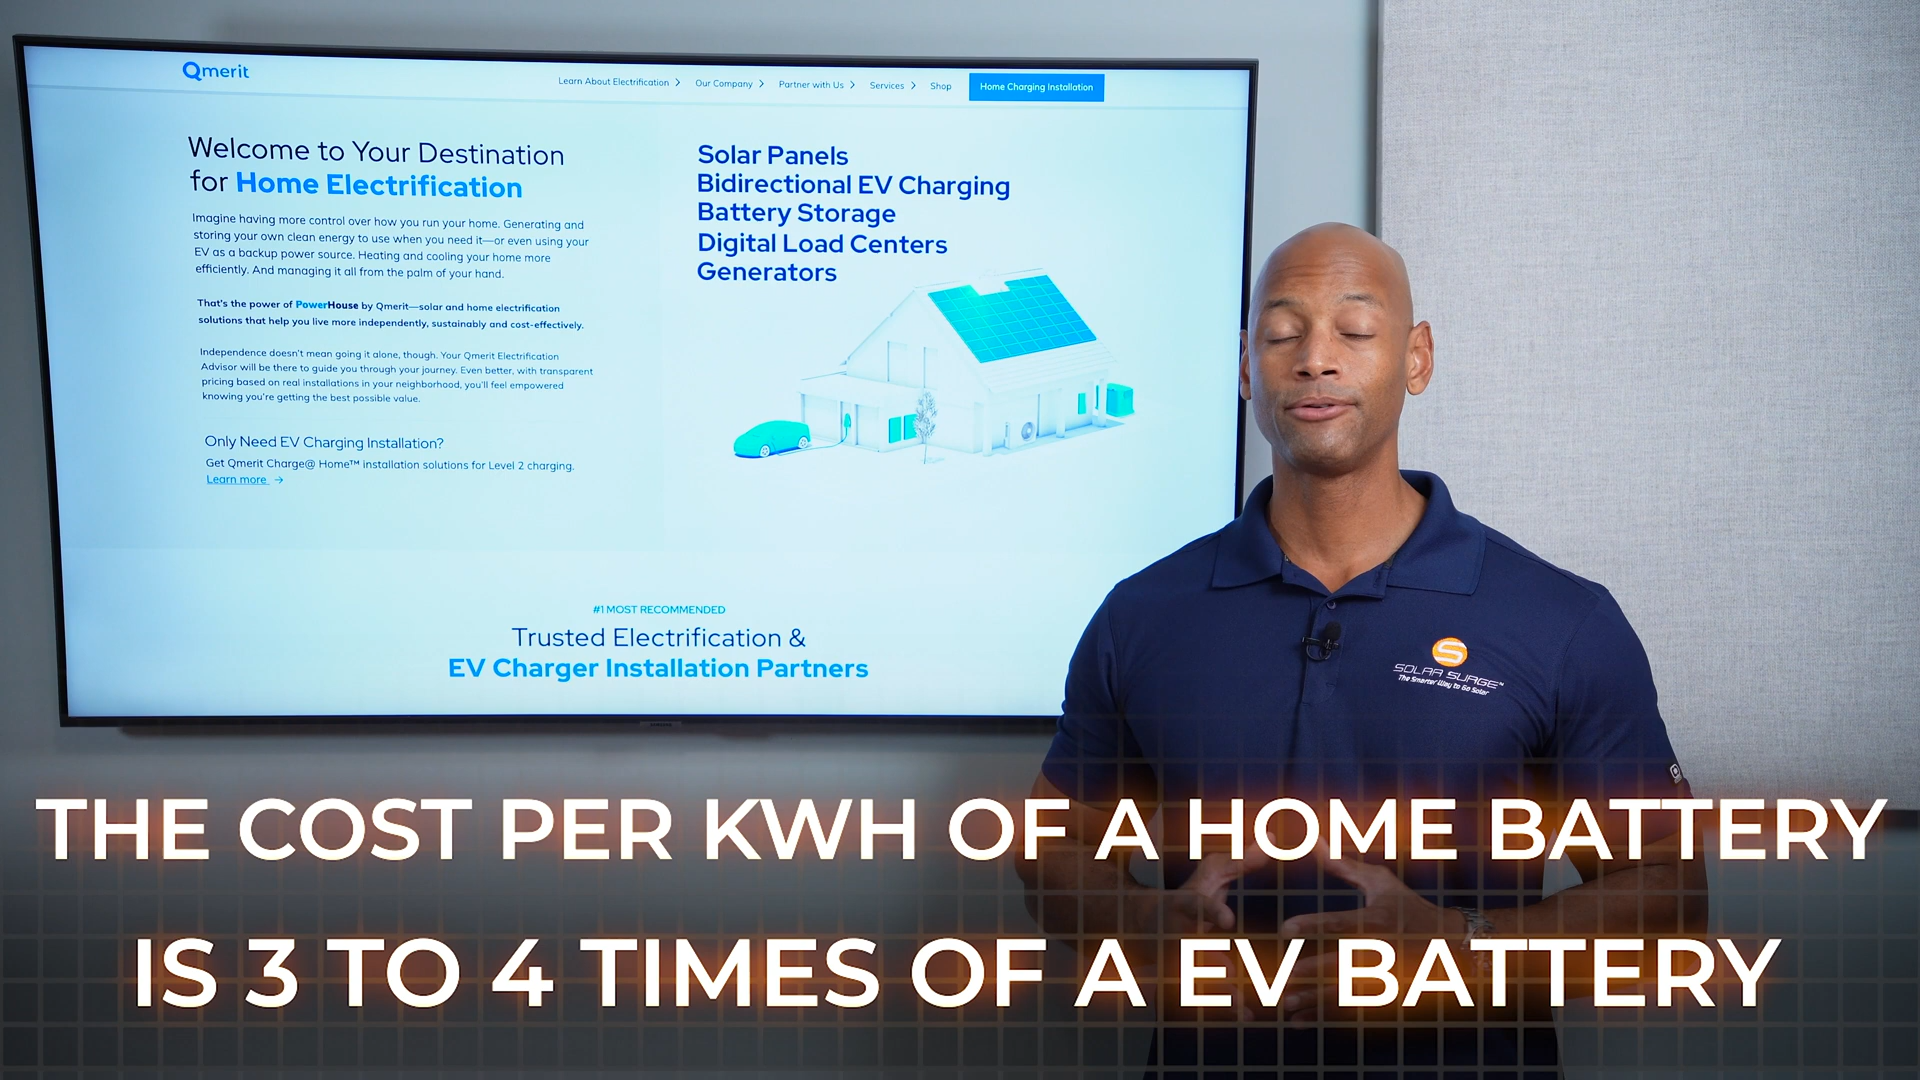 Qmerit
Learn About Electrification
Our Company
Partner with Us
Services
Shop
Home Charging Installation
Welcome to Your Destination
for Home Electrification
Imagine having more control over how you run your home. Generating and
storing your own clean energy to use when you need it—or even using your
EV as a backup power source. Heating and cooling your home more
efficiently. And managing it all from the palm of your hand.
That's the power of PowerHouse by Qmerit—solar and home electrification
solutions that help you live more independently, sustainably and cost-effectively.
Independence doesn't mean going it alone, though. Your Qmerit Electrification
Advisor will be there to guide you through your journey. Even better, with transparent
pricing based on real installations in your neighborhood, you'll feel empowered
knowing you're getting the best possible value.
Only Need EV Charging Installation?
Get Qmerit Charge@ Home™ installation solutions for Level 2 charging.
Learn more →
Solar Panels
Bidirectional EV Charging
Battery Storage
Digital Load Centers
Generators
#1 MOST RECOMMENDED
Trusted Electrification &
EV Charger Installation Partners
SAMSUNG
S
SOLAR SURGE™
The Smarter Way to Go Solar
THE COST PER KWH OF A HOME BATTERY
IS 3 TO 4 TIMES OF A EV BATTERY